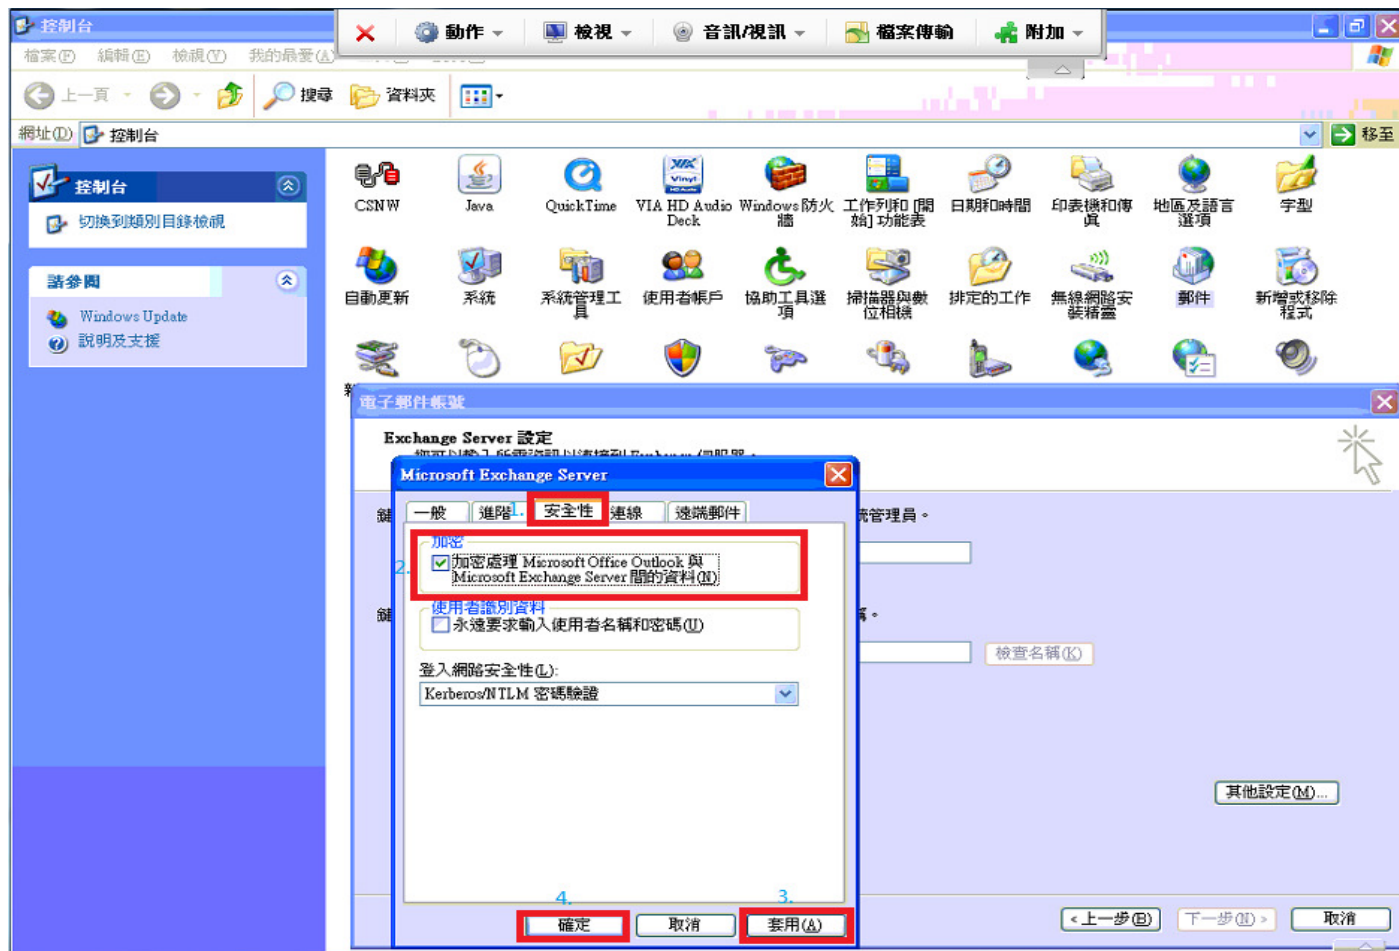 控制台
動作
檢視
音訊/視訊
檔案傳輸
附加
檔案(F) 編輯(E) 檢視(V) 我的最愛(A)
上一頁
搜尋
資料夾
網址(D) 控制台
移至
控制台
切換到類別目錄檢視
請參閱
Windows Update
說明及支援
CSNW
Java
QuickTime
VIA HD Audio Deck
Windows 防火牆
工作列和 [開始] 功能表
日期和時間
印表機和傳真
地區及語言選項
字型
自動更新
系統
系統管理工具
使用者帳戶
協助工具選項
掃描器與數位相機
排定的工作
無線網路安裝精靈
郵件
新增或移除程式
電子郵件帳號
Exchange Server 設定
Microsoft Exchange Server
一般
進階
1.
安全性
連線
遠端郵件
統管理員。
加密
2.
加密處理 Microsoft Office Outlook 與
Microsoft Exchange Server 間的資料(N)
使用者識別資料
永遠要求輸入使用者名稱和密碼(U)
檢查名稱(K)
登入網路安全性(L):
Kerberos/NTLM 密碼驗證
其他設定(M)...
4.
3.
確定
取消
套用(A)
<上一步(B)
下一步(N)>
取消